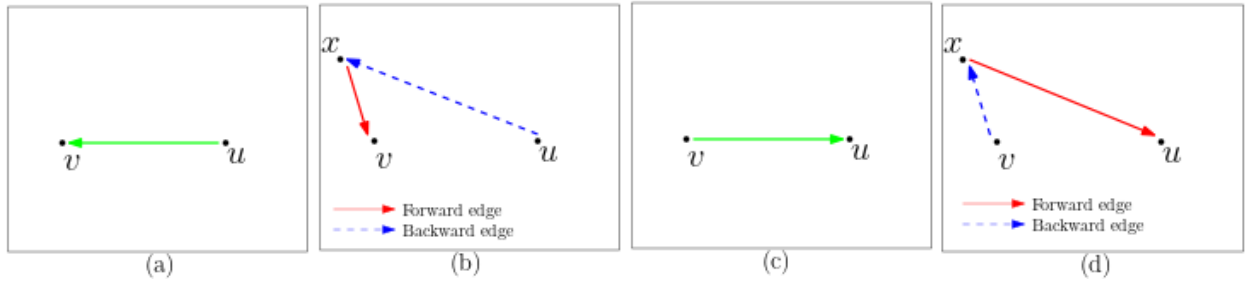 v
u
(a)
x
v
u
Forward edge
Backward edge
(b)
v
u
(c)
x
v
u
Forward edge
Backward edge
(d)